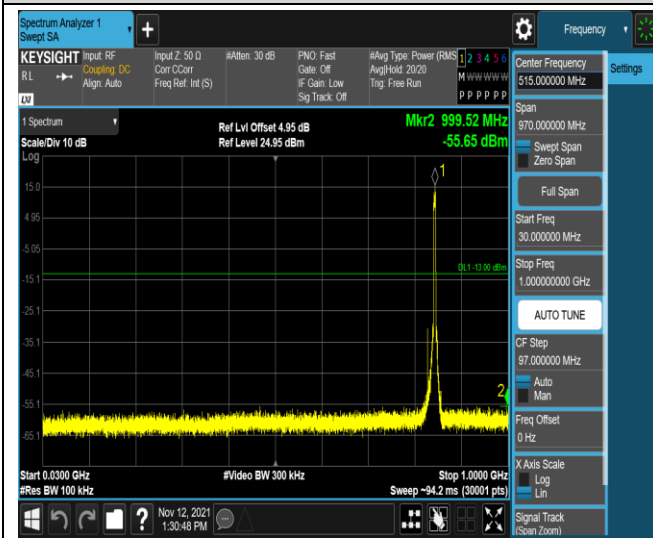 Spectrum Analyzer 1
Swept SA
+
Frequency
KEYSIGHT
R L
LXI
Input: RF
Coupling: DC
Align: Auto
Input Z: 50 Ω
Corr CCorr
Freq Ref: Int (S)
#Atten: 30 dB
PNO: Fast
Gate: Off
IF Gain: Low
Sig Track: Off
#Avg Type: Power (RMS
Avg|Hold: 20/20
Trig: Free Run
1 2 3 4 5 6
M W W W W W
P P P P P P
1 Spectrum
Scale/Div 10 dB
Ref Lvl Offset 4.95 dB
Ref Level 24.95 dBm
Mkr2 999.52 MHz
-55.65 dBm
Log
15.0
4.95
-5.05
-15.1
-25.1
-35.1
-45.1
-55.1
-65.1
1
DL1 -13.00 dBm
2
Start 0.0300 GHz
#Video BW 300 kHz
Stop 1.0000 GHz
#Res BW 100 kHz
Sweep ~94.2 ms (30001 pts)
?
Nov 12, 2021
1:30:48 PM
Center Frequency
515.000000 MHz
Settings
Span
970.000000 MHz
Swept Span
Zero Span
Full Span
Start Freq
30.000000 MHz
Stop Freq
1.000000000 GHz
AUTO TUNE
CF Step
97.000000 MHz
Auto
Man
Freq Offset
0 Hz
X Axis Scale
Log
Lin
Signal Track
(Span Zoom)